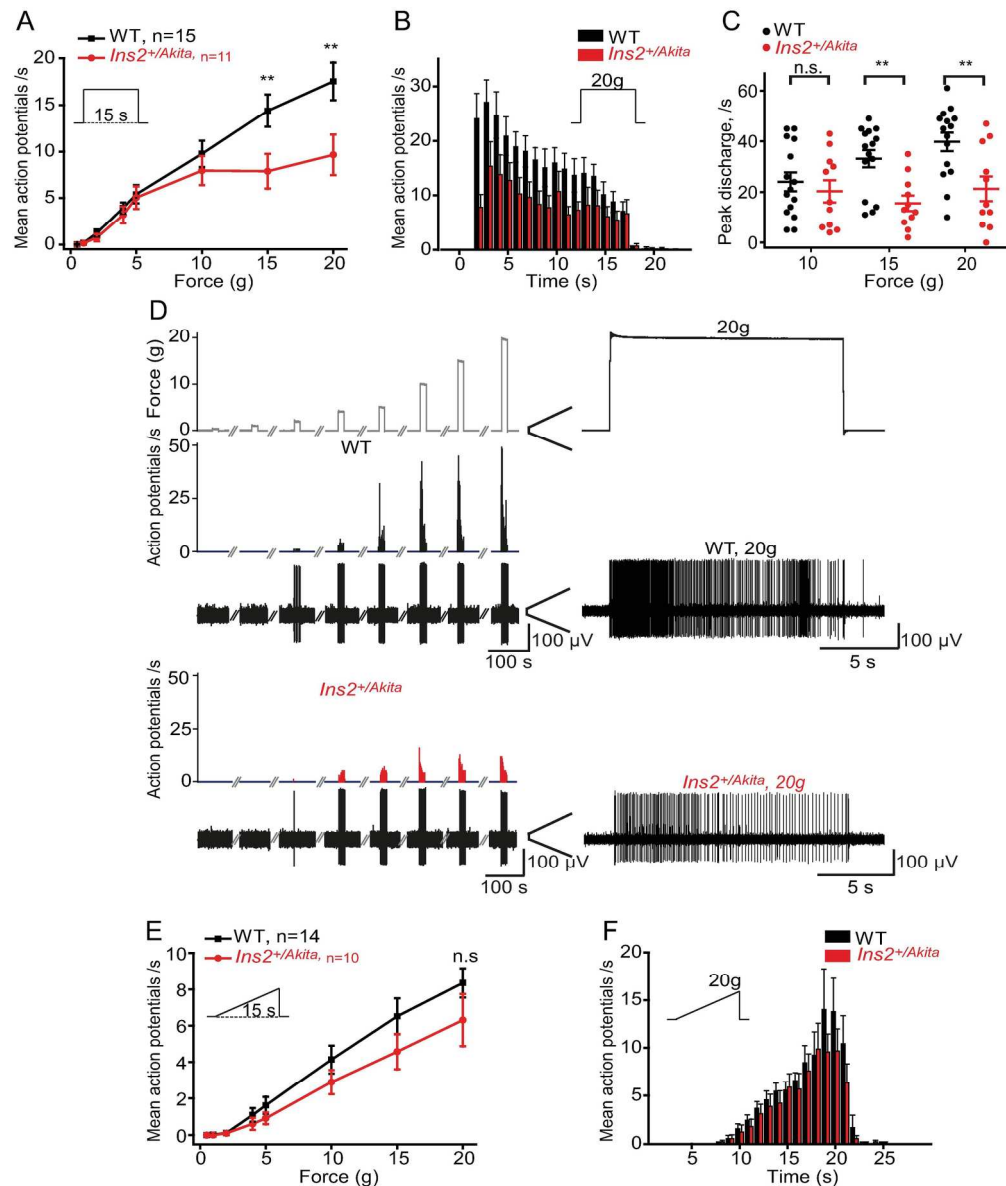 A
WT, n=15
Ins2+/Akita, n=11
Mean action potentials /s
20
15
10
5
0
15 s
**
**
0 5 10 15 20
Force (g)
B
WT
Ins2+/Akita
Mean action potentials /s
30
20
10
0
20g
0 5 10 15 20
Time (s)
C
WT
Ins2+/Akita
n.s.
**
**
Peak discharge, /s
60
40
20
0
10 15 20
Force (g)
D
Force (g)
20
10
0
20g
WT
Action potentials /s
50
25
0
WT, 20g
100 µV
100 s
100 µV
5 s
Ins2+/Akita
Action potentials /s
50
25
0
Ins2+/Akita, 20g
100 µV
100 s
100 µV
5 s
E
WT, n=14
Ins2+/Akita, n=10
Mean action potentials /s
10
8
6
4
2
0
15 s
n.s
0 5 10 15 20
Force (g)
F
WT
Ins2+/Akita
Mean action potentials /s
20
15
10
5
0
20g
5 10 15 20 25
Time (s)